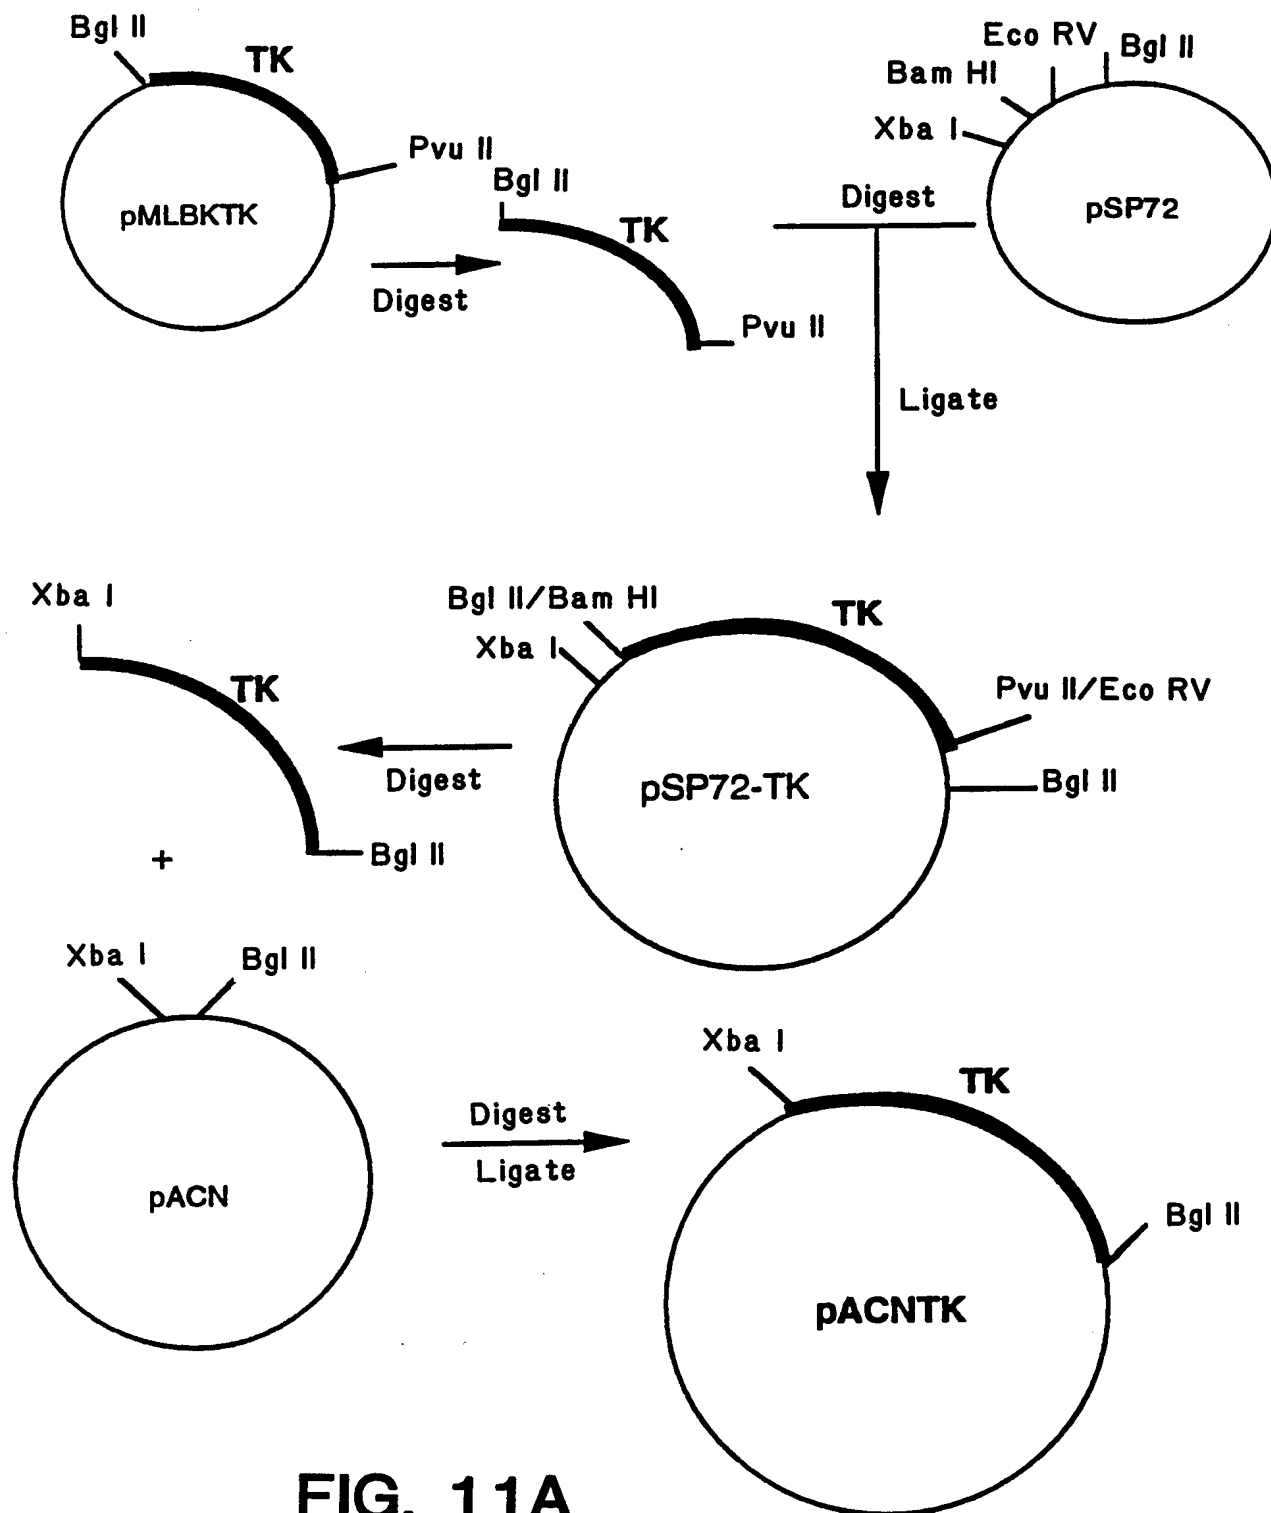 Bgl II
TK
Pvu II
pMLBKTK
Digest
Bgl II
TK
Pvu II
Eco RV
Bgl II
Bam HI
Xba I
pSP72
Digest
Ligate
Bgl II/Bam HI
Xba I
TK
Pvu II/Eco RV
Bgl II
pSP72-TK
Digest
Xba I
TK
Bgl II
+
Xba I
Bgl II
pACN
Digest
Ligate
Xba I
TK
Bgl II
pACNTK
FIG. 11A